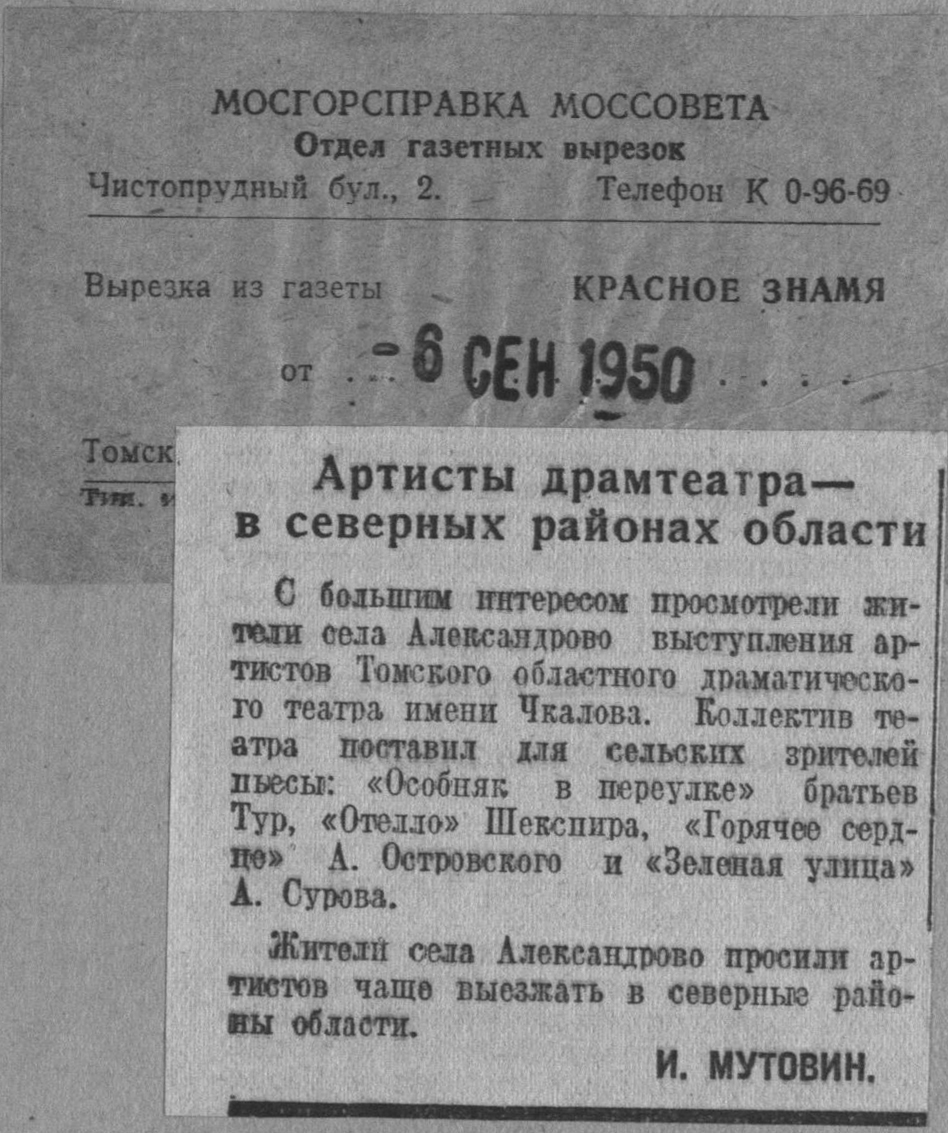 МОСГОРСПРАВКА МОССОВЕТА
Отдел газетных вырезок
Чистопрудный бул., 2. Телефон К 0-96-69
Вырезка из газеты КРАСНОЕ ЗНАМЯ
от . . . -6 СЕН 1950 . . . .
Томск
Тип.
Артисты драмтеатра—
в северных районах области
С большим интересом просмотрели жи-
тели села Александрово выступления ар-
тистов Томского областного драматическо-
го театра имени Чкалова. Коллектив те-
атра поставил для сельских зрителей
пьесы: «Особняк в переулке» братьев
Тур, «Отелло» Шекспира, «Горячее серд-
це» А. Островского и «Зеленая улица»
А. Сурова.
Жители села Александрово просили ар-
тистов чаще выезжать в северные райо-
ны области.
И. МУТОВИН.